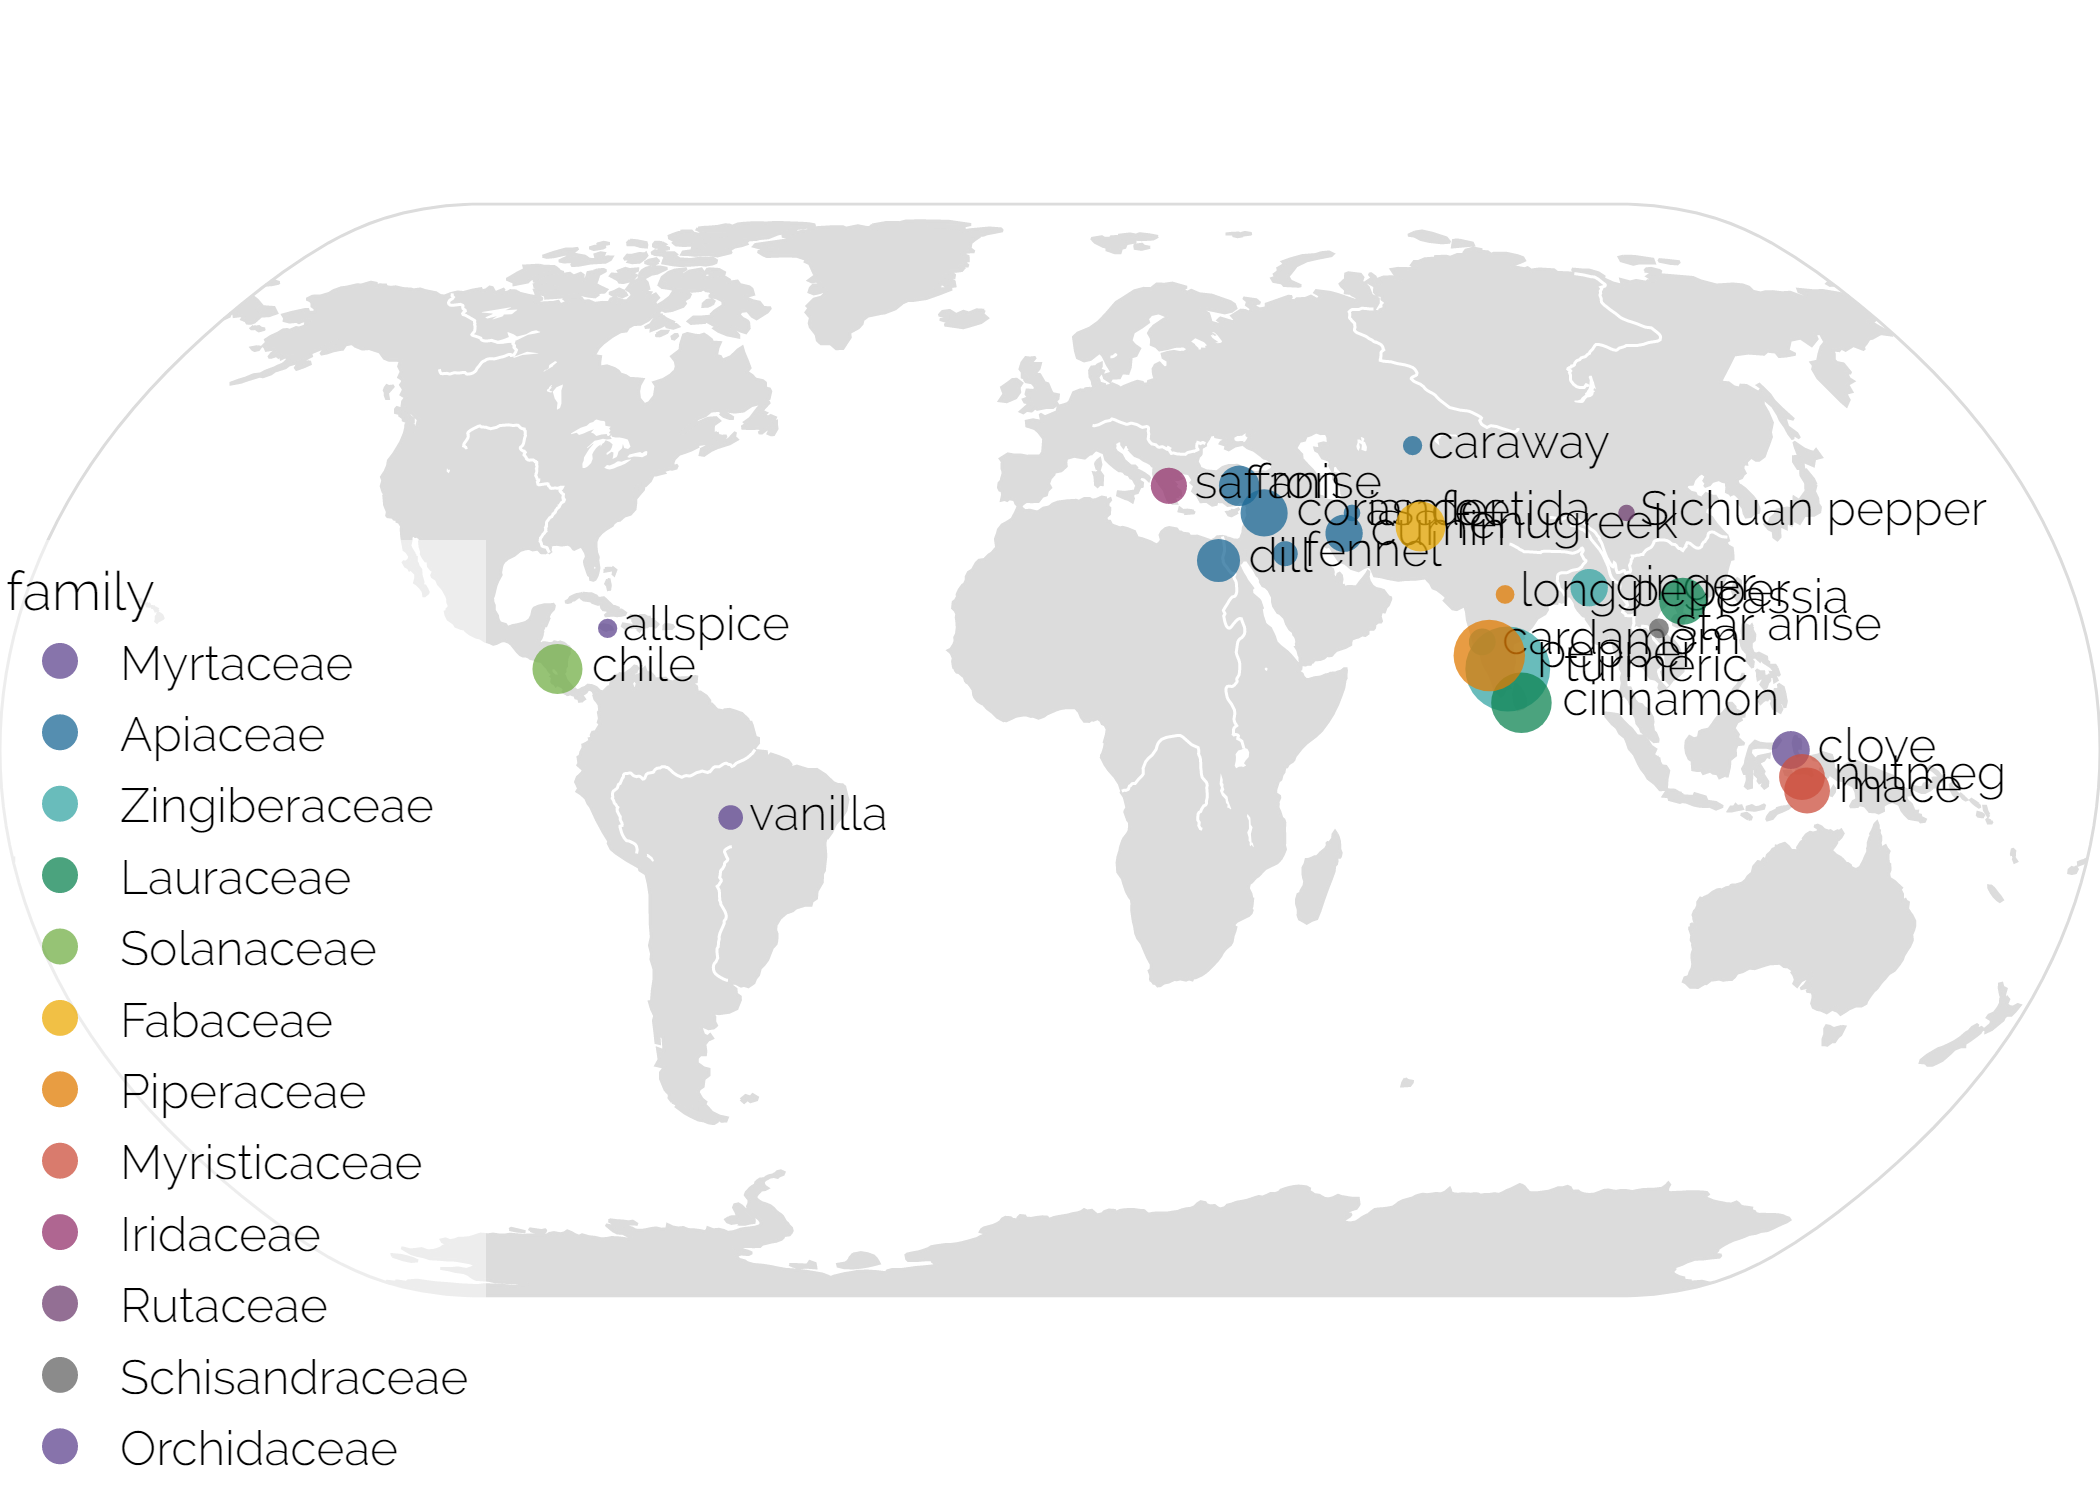 caraway
saffron
anise
coriander
asafoetida
cumin
fenugreek
Sichuan pepper
dill
fennel
long pepper
ginger
cassia
star anise
cardamom
pepper
turmeric
cinnamon
allspice
chile
clove
nutmeg
mace
vanilla
family
Myrtaceae
Apiaceae
Zingiberaceae
Lauraceae
Solanaceae
Fabaceae
Piperaceae
Myristicaceae
Iridaceae
Rutaceae
Schisandraceae
Orchidaceae